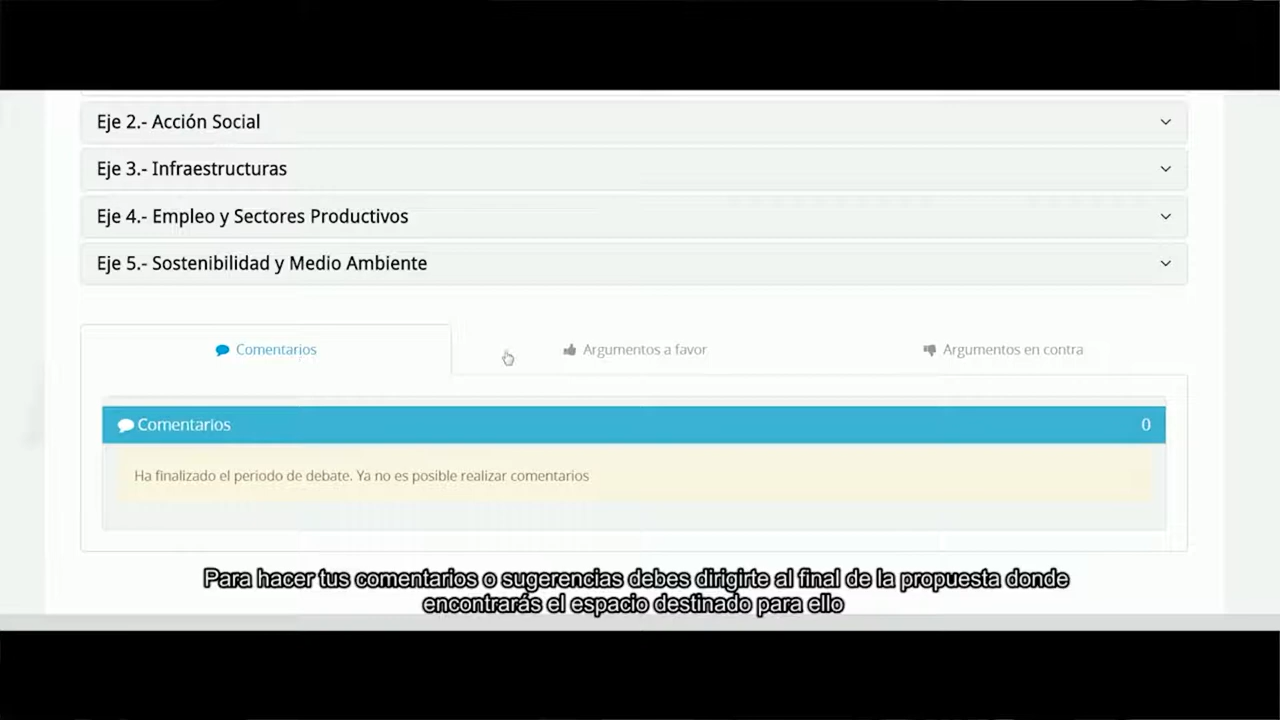 Eje 2.- Acción Social
Eje 3.- Infraestructuras
Eje 4.- Empleo y Sectores Productivos
Eje 5.- Sostenibilidad y Medio Ambiente
Comentarios
Argumentos a favor
Argumentos en contra
Comentarios 0
Ha finalizado el periodo de debate. Ya no es posible realizar comentarios
Para hacer tus comentarios o sugerencias debes dirigirte al final de la propuesta donde
encontrarás el espacio destinado para ello